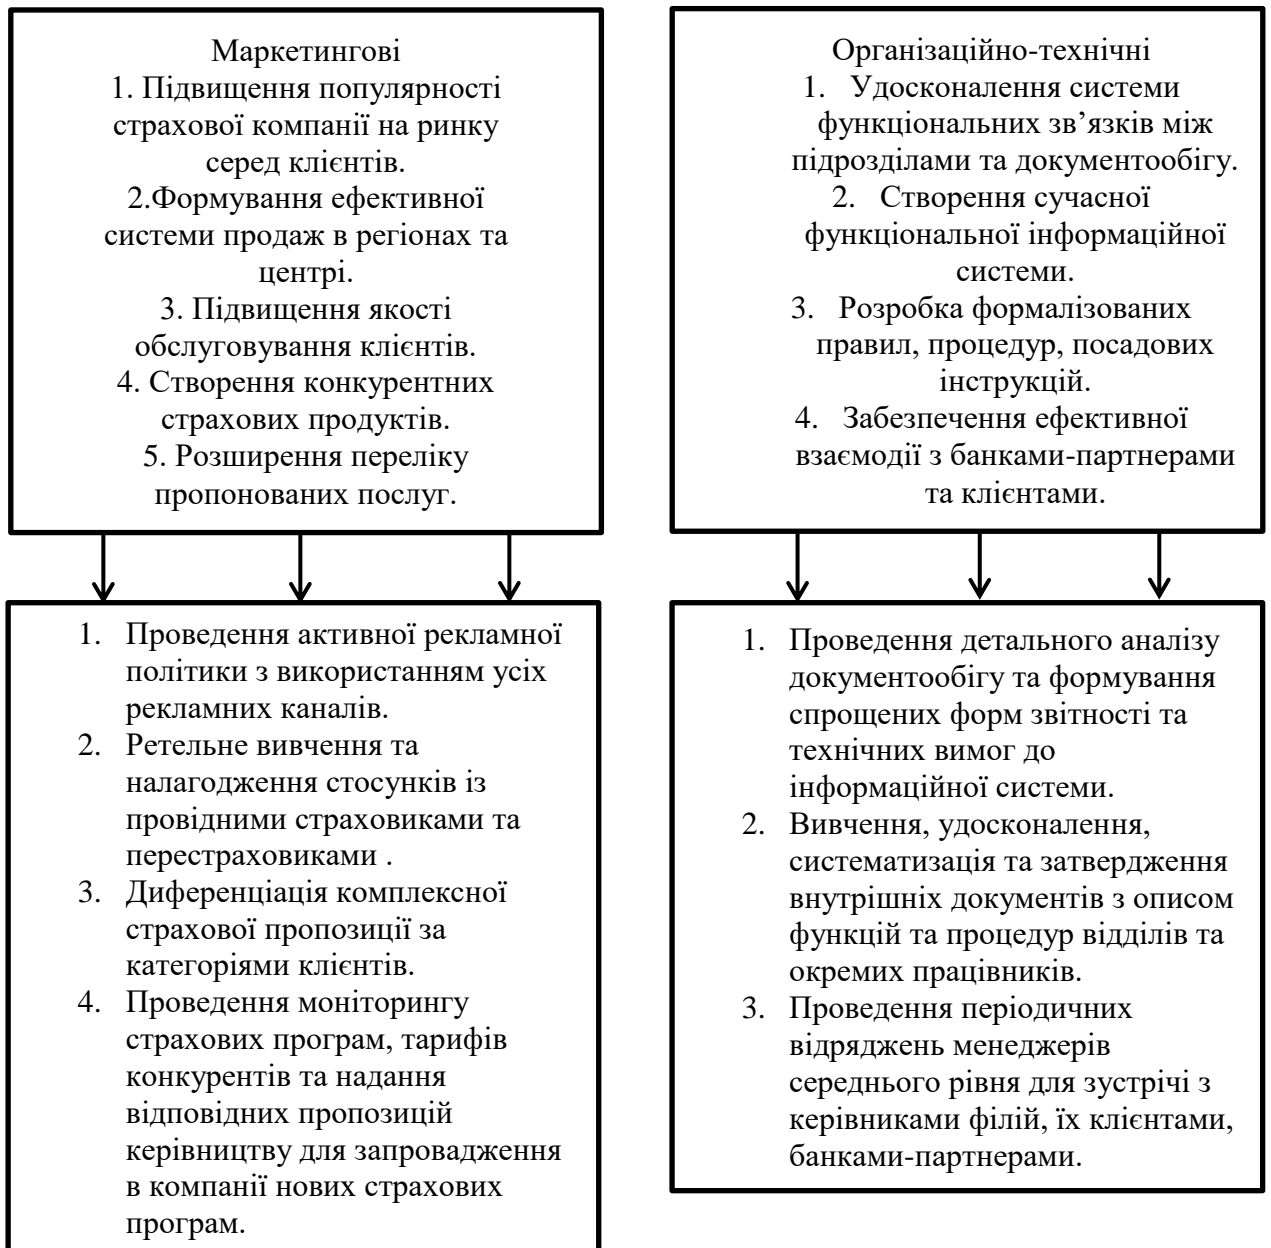 Маркетингові
1. Підвищення популярності
страхової компанії на ринку
серед клієнтів.
2.Формування ефективної
системи продаж в регіонах та
центрі.
3. Підвищення якості
обслуговування клієнтів.
4. Створення конкурентних
страхових продуктів.
5. Розширення переліку
пропонованих послуг.
Організаційно-технічні
1. Удосконалення системи
функціональних зв’язків між
підрозділами та документообігу.
2. Створення сучасної
функціональної інформаційної
системи.
3. Розробка формалізованих
правил, процедур, посадових
інструкцій.
4. Забезпечення ефективної
взаємодії з банками-партнерами
та клієнтами.
1. Проведення активної рекламної
політики з використанням усіх
рекламних каналів.
2. Ретельне вивчення та
налагодження стосунків із
провідними страховиками та
перестраховиками .
3. Диференціація комплексної
страхової пропозиції за
категоріями клієнтів.
4. Проведення моніторингу
страхових програм, тарифів
конкурентів та надання
відповідних пропозицій
керівництву для запровадження
в компанії нових страхових
програм.
1. Проведення детального аналізу
документообігу та формування
спрощених форм звітності та
технічних вимог до
інформаційної системи.
2. Вивчення, удосконалення,
систематизація та затвердження
внутрішніх документів з описом
функцій та процедур відділів та
окремих працівників.
3. Проведення періодичних
відряджень менеджерів
середнього рівня для зустрічі з
керівниками філій, їх клієнтами,
банками-партнерами.